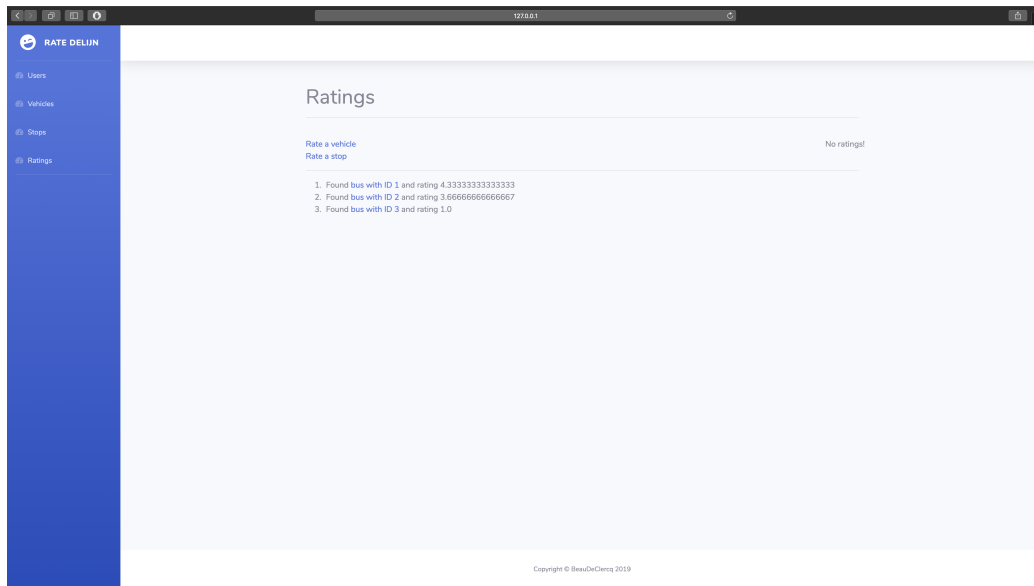 127.0.0.1
RATE DELIJN
Users
Vehicles
Stops
Ratings
Ratings
Rate a vehicle
No ratings!
Rate a stop
1. Found bus with ID 1 and rating 4.33333333333333
2. Found bus with ID 2 and rating 3.66666666666667
3. Found bus with ID 3 and rating 1.0
Copyright © BeauDeClercq 2019